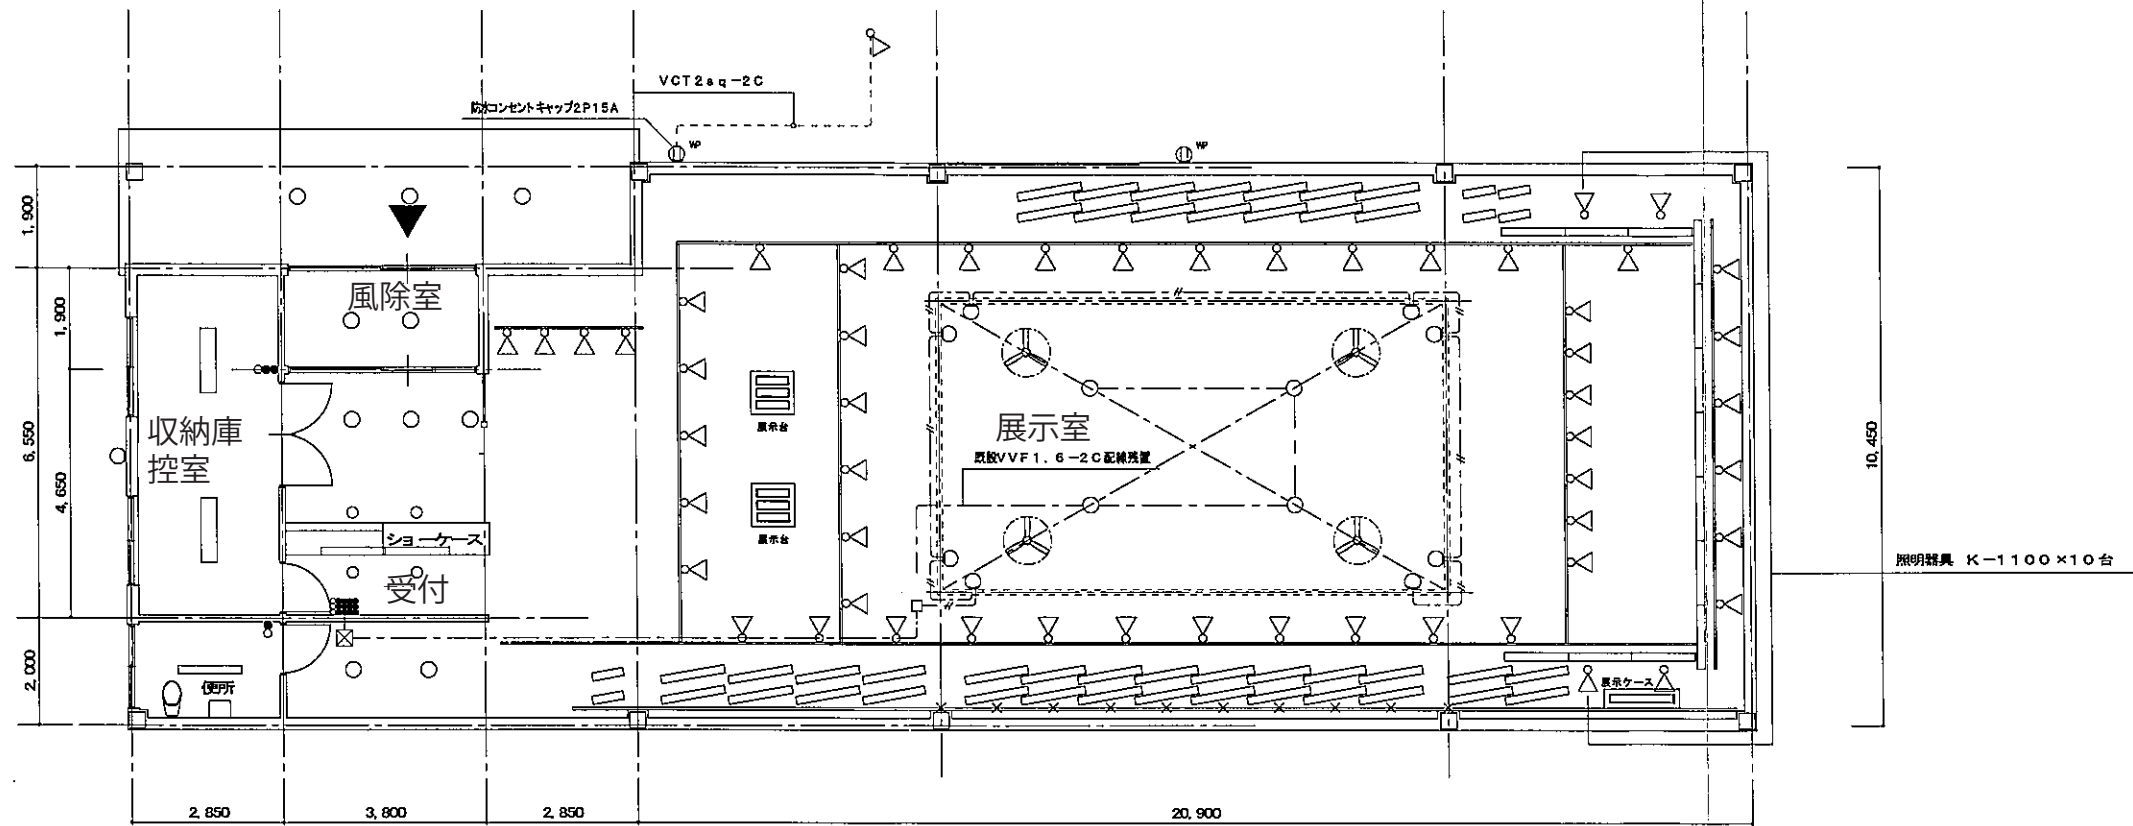 VCT2sq-2C
防水コンセントキャップ2P15A
WP
WP
1,900
1,900
6,550
4,650
2,000
10,450
風除室
収納庫
控室
展示室
既設VVF1.6-2C配線残置
展示台
展示台
ショーケース
受付
照明器具 K-1100×10台
便所
展示ケース
2,850
3,800
2,850
20,900